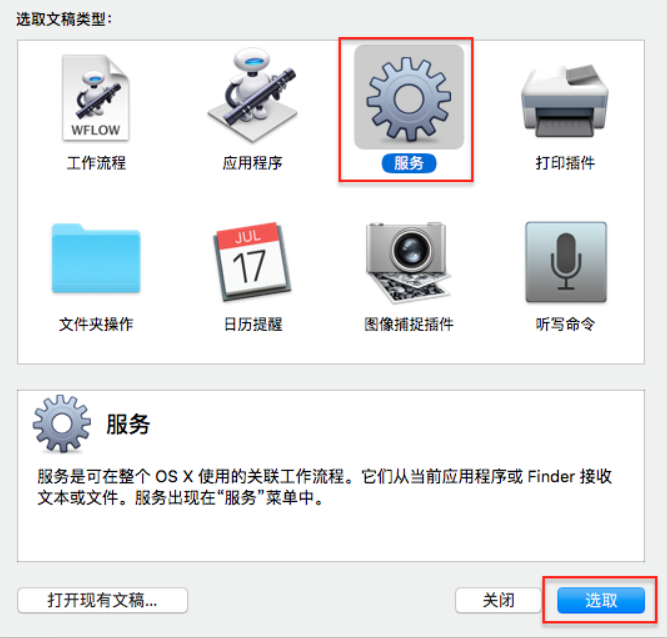 选取文稿类型:
WFLOW
工作流程
应用程序
服务
打印插件
JUL
17
文件夹操作
日历提醒
图像捕捉插件
听写命令
服务
服务是可在整个 OS X 使用的关联工作流程。它们从当前应用程序或 Finder 接收
文本或文件。服务出现在“服务”菜单中。
打开现有文稿...
关闭
选取